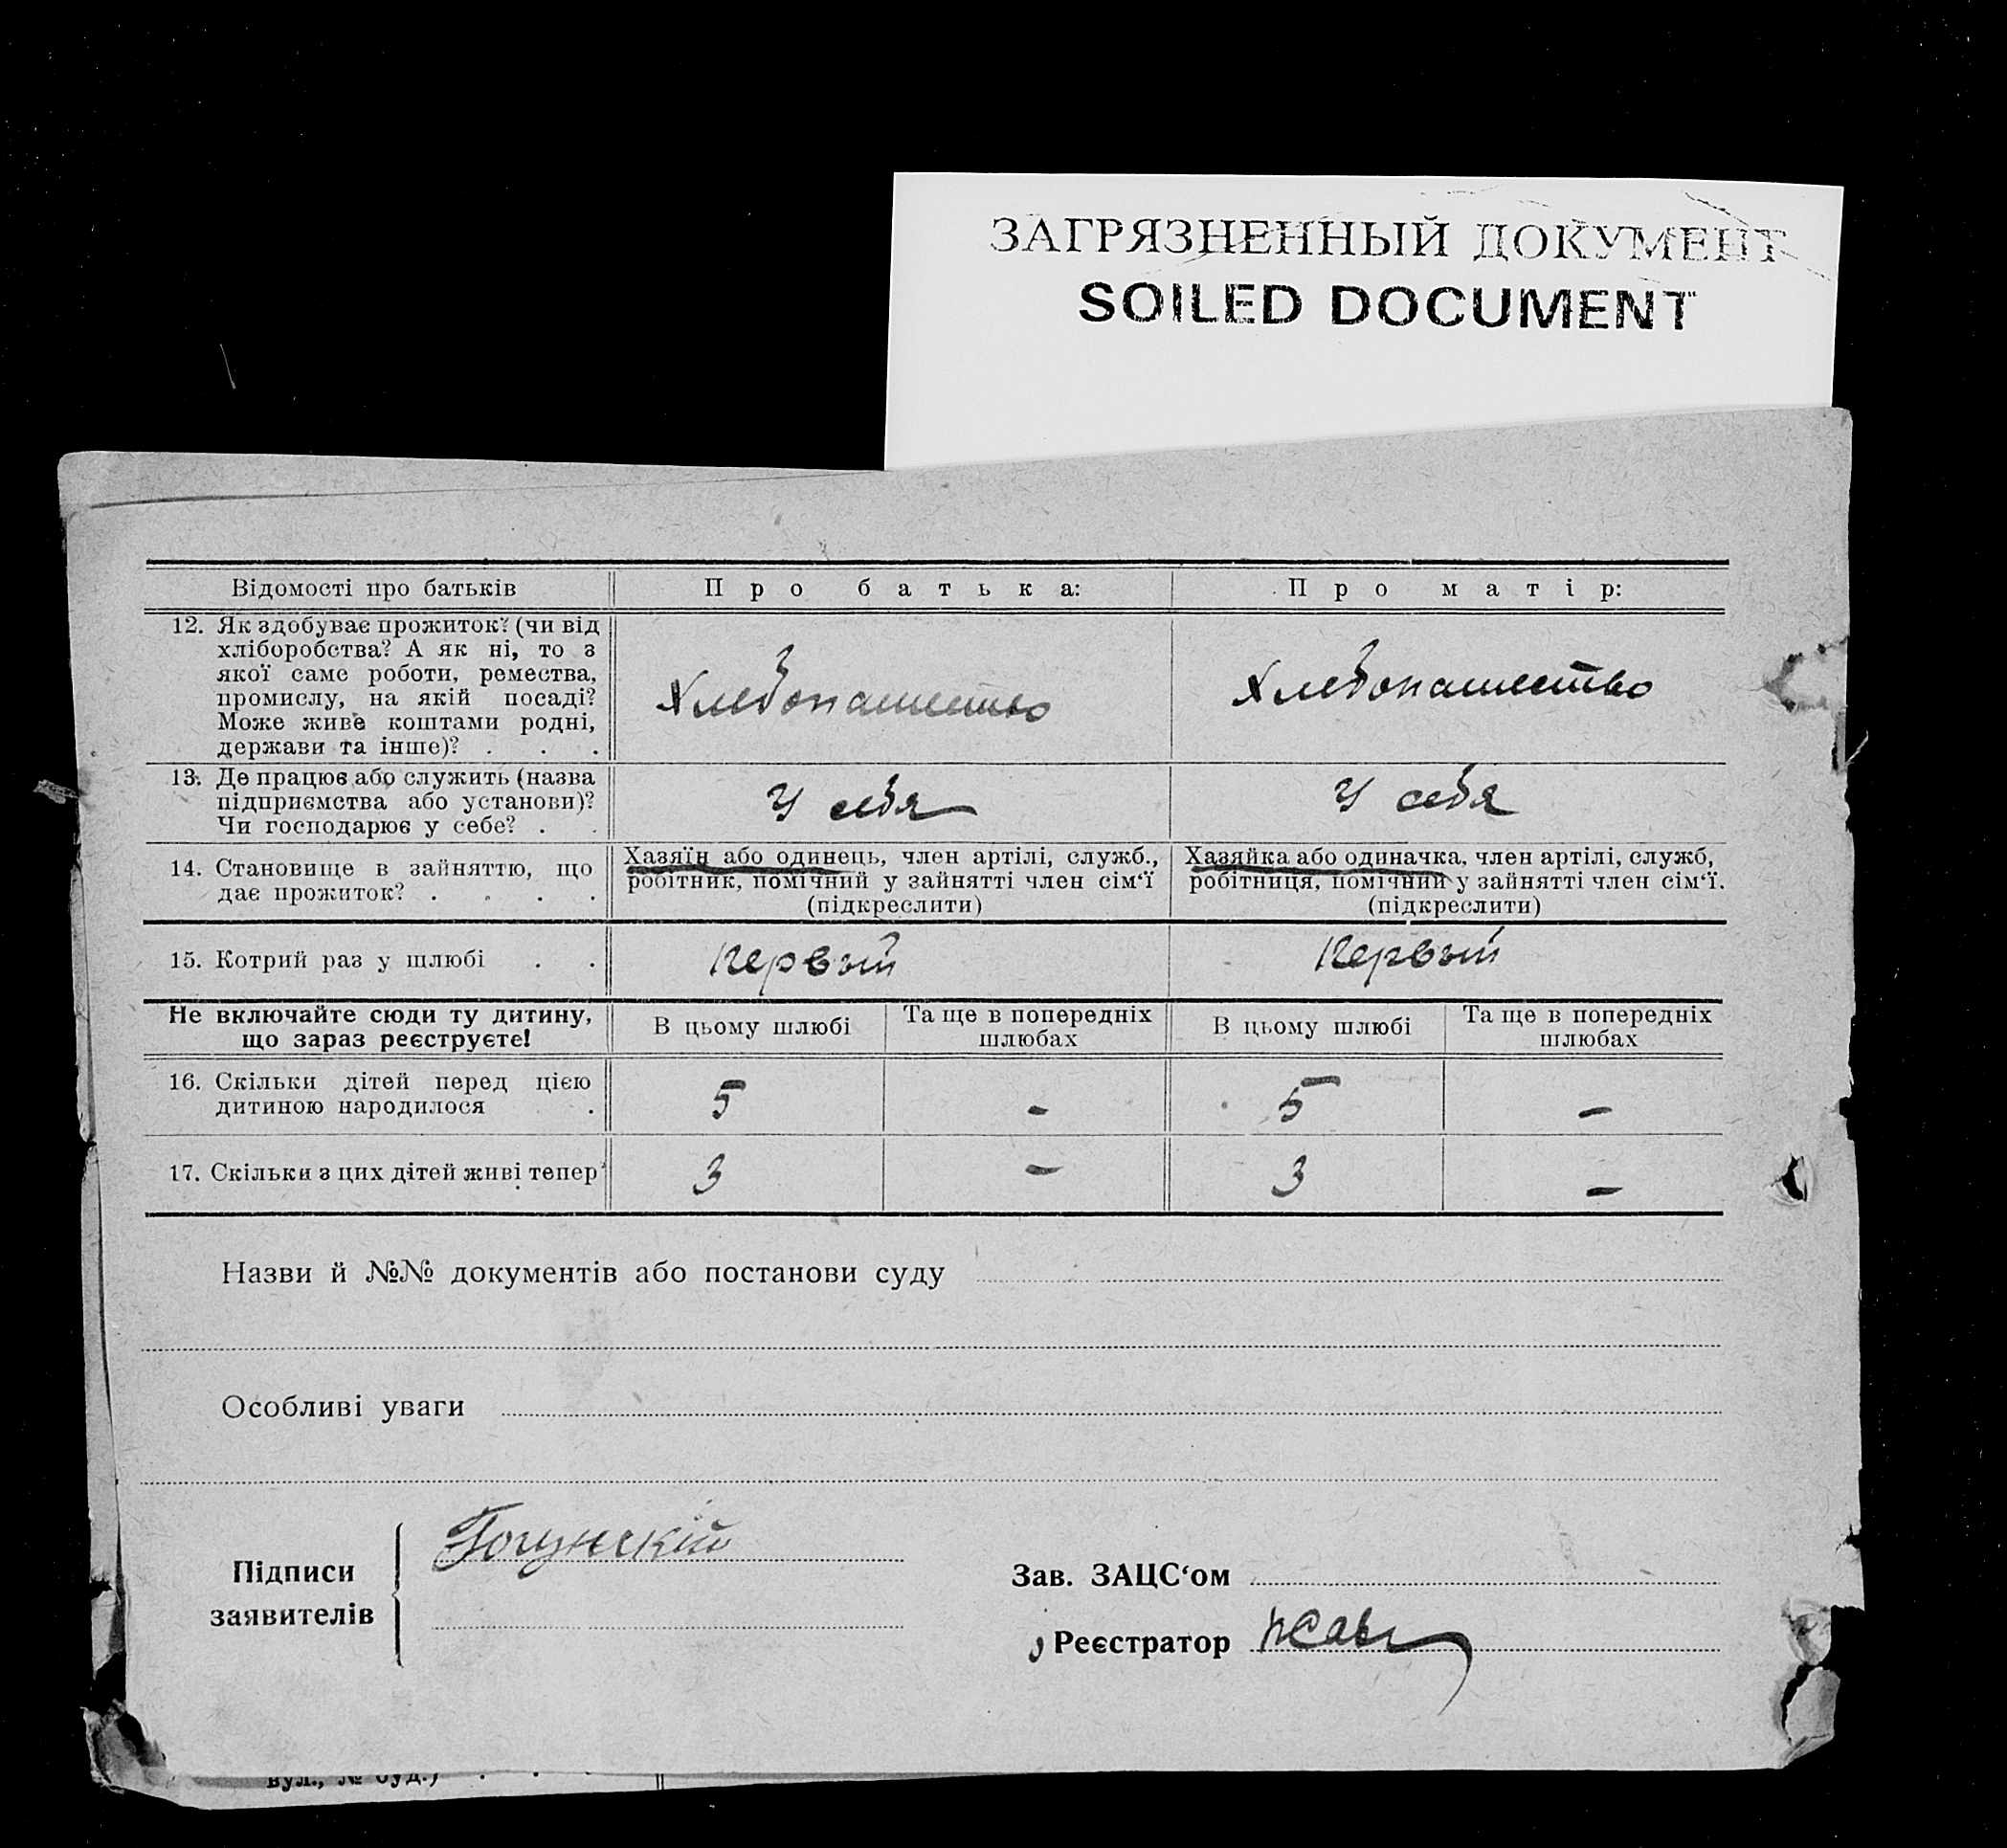 ЗАГРЯЗНЕННЫЙ ДОКУМЕНТ
SOILED DOCUMENT
Відомості про батьків
Про батька:
Про матір:
12. Як здобуває прожиток? (чи від
хліборобства? А як ні, то з
якої саме роботи, ремества,
промислу, на якій посаді?
Може живе коштами родні,
держави та інше)? . . .
Хлебопашество
Хлебопашество
13. Де працює або служить (назва
підприємства або установи)?
Чи господарює у себе? . .
У себя
У себя
14. Становище в зайняттю, що
дає прожиток? . . . .
Хазяїн або одинець, член артілі, служб.,
робітник, помічний у зайнятті член сім‘ї
(підкреслити)
Хазяйка або одиначка, член артілі, служб,
робітниця, помічний у зайнятті член сім‘ї.
(підкреслити)
15. Котрий раз у шлюбі . .
первый
первый
Не включайте сюди ту дитину,
що зараз реєструєте!
В цьому шлюбі
Та ще в попередніх
шлюбах
В цьому шлюбі
Та ще в попередніх
шлюбах
16. Скільки дітей перед цією
дитиною народилося .
5
-
5
-
17. Скільки з цих дітей живі тепер
3
-
3
-
Назви й №№ документів або постанови суду
Особливі уваги
Підписи
заявителів
Зав. ЗАЦС‘ом
Реєстратор
вул., № буд.) . . .